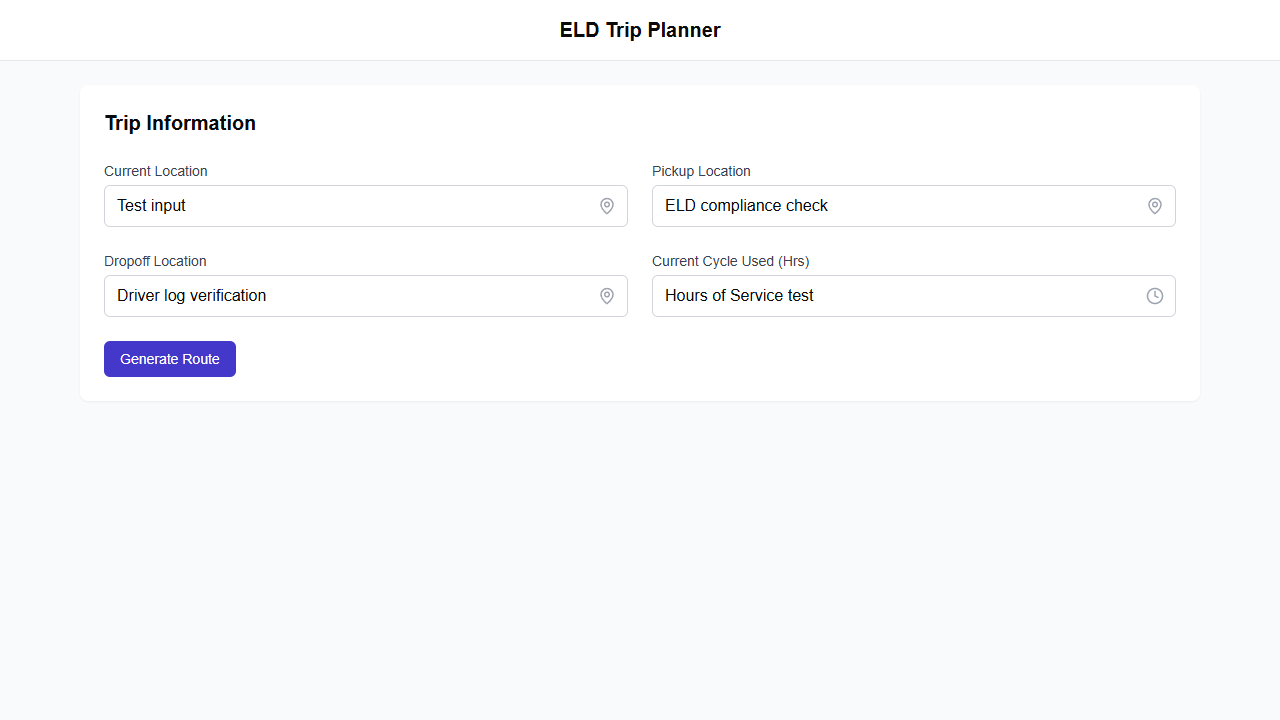 ELD Trip Planner
Trip Information
Current Location
Pickup Location
Test input
ELD compliance check
Dropoff Location
Current Cycle Used (Hrs)
Driver log verification
Hours of Service test
Generate Route